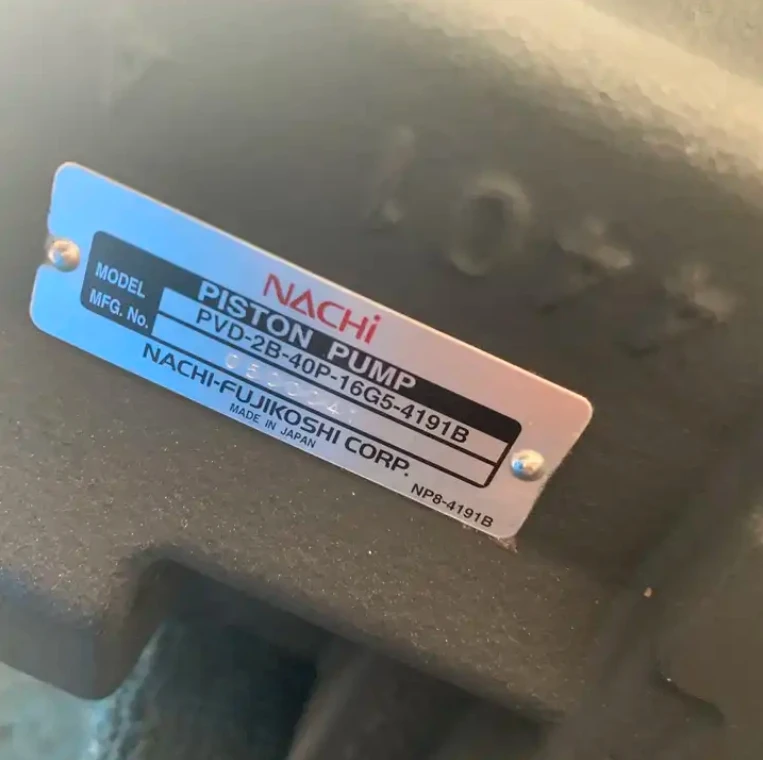 NACHi
PISTON PUMP
MODEL PVD-2B-40P-16G5-4191B
MFG. No.
NACHI-FUJIKOSHI CORP.
MADE IN JAPAN
NP8-4191B